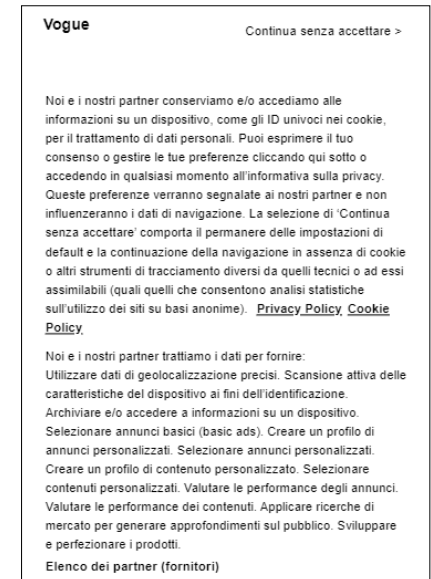 Vogue
Continua senza accettare >
Noi e i nostri partner conserviamo e/o accediamo alle
informazioni su un dispositivo, come gli ID univoci nei cookie,
per il trattamento di dati personali. Puoi esprimere il tuo
consenso o gestire le tue preferenze cliccando qui sotto o
accedendo in qualsiasi momento all'informativa sulla privacy.
Queste preferenze verranno segnalate ai nostri partner e non
influenzeranno i dati di navigazione. La selezione di 'Continua
senza accettare' comporta il permanere delle impostazioni di
default e la continuazione della navigazione in assenza di cookie
o altri strumenti di tracciamento diversi da quelli tecnici o ad essi
assimilabili (quali quelli che consentono analisi statistiche
sull'utilizzo dei siti su basi anonime). Privacy Policy Cookie
Policy
Noi e i nostri partner trattiamo i dati per fornire:
Utilizzare dati di geolocalizzazione precisi. Scansione attiva delle
caratteristiche del dispositivo ai fini dell'identificazione.
Archiviare e/o accedere a informazioni su un dispositivo.
Selezionare annunci basici (basic ads). Creare un profilo di
annunci personalizzati. Selezionare annunci personalizzati.
Creare un profilo di contenuto personalizzato. Selezionare
contenuti personalizzati. Valutare le performance degli annunci.
Valutare le performance dei contenuti. Applicare ricerche di
mercato per generare approfondimenti sul pubblico. Sviluppare
e perfezionare i prodotti.
Elenco dei partner (fornitori)